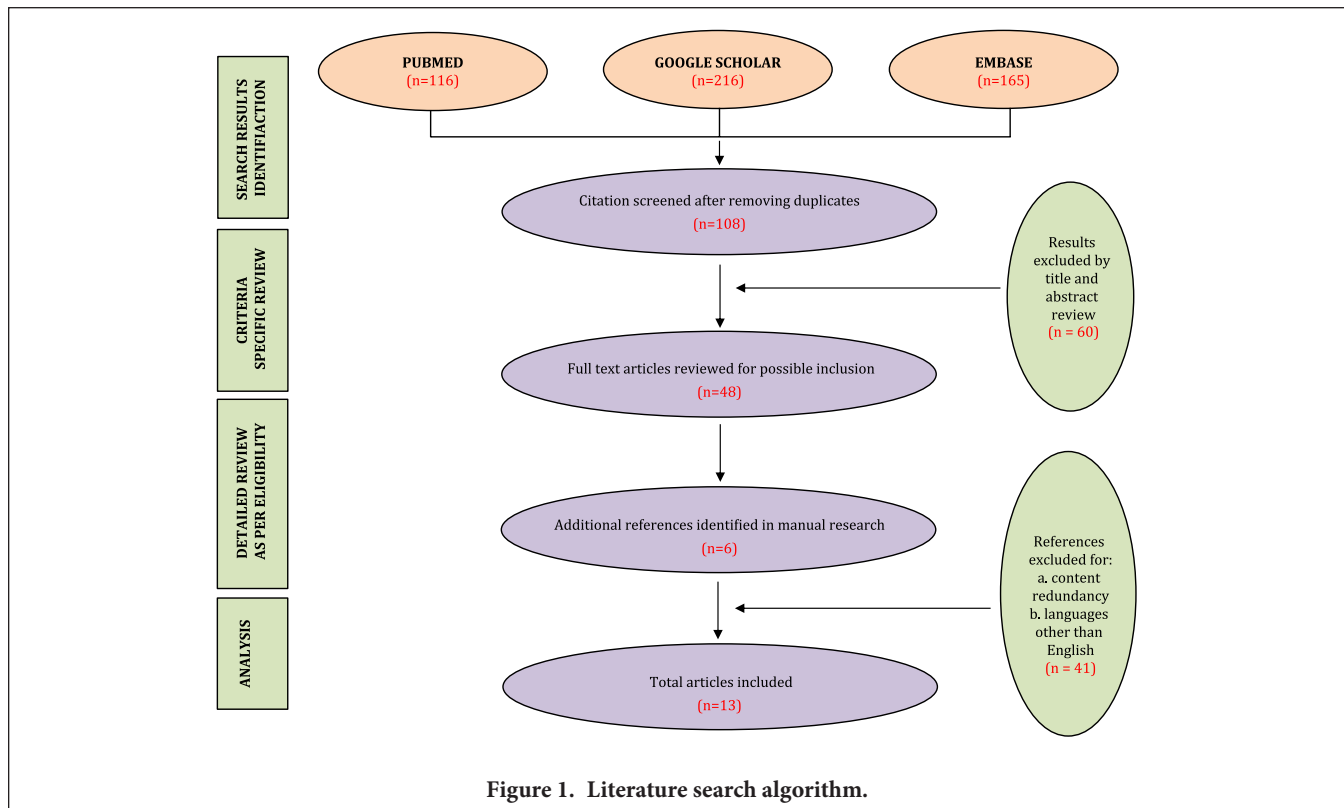 PUBMED
(n=116)
GOOGLE SCHOLAR
(n=216)
EMBASE
(n=165)
SEARCH RESULTS
IDENTIFIACTION
Citation screened after removing duplicates
(n=108)
Results
excluded by
title and
abstract
review
(n = 60)
CRITERIA
SPECIFIC REVIEW
Full text articles reviewed for possible inclusion
(n=48)
DETAILED REVIEW
AS PER ELIGIBILITY
Additional references identified in manual research
(n=6)
References
excluded for:
a. content
redundancy
b. languages
other than
English
(n = 41)
ANALYSIS
Total articles included
(n=13)
Figure 1. Literature search algorithm.